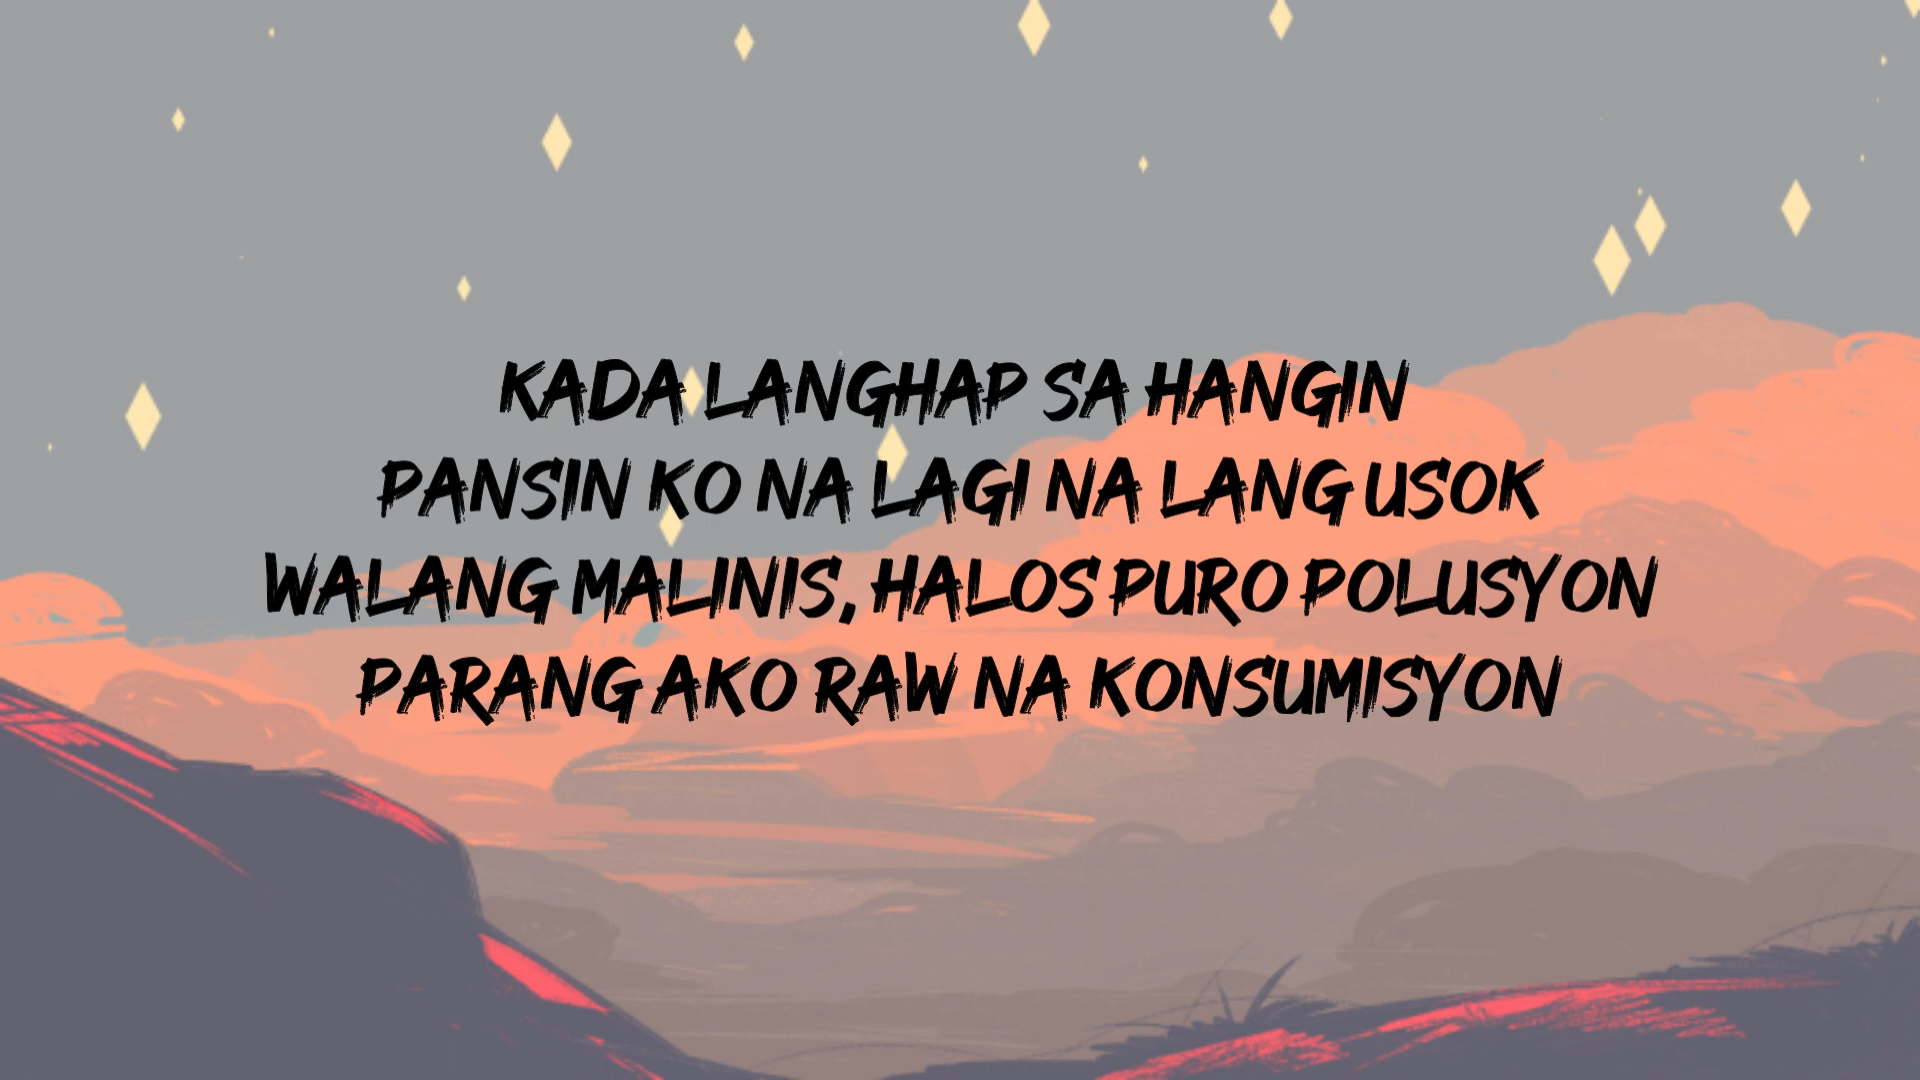 KADA LANGHAP SA HANGIN
PANSIN KO NA LAGI NA LANG USOK
WALANG MALINIS, HALOS PURO POLUSYON
PARANG AKO RAW NA KONSUMISYON